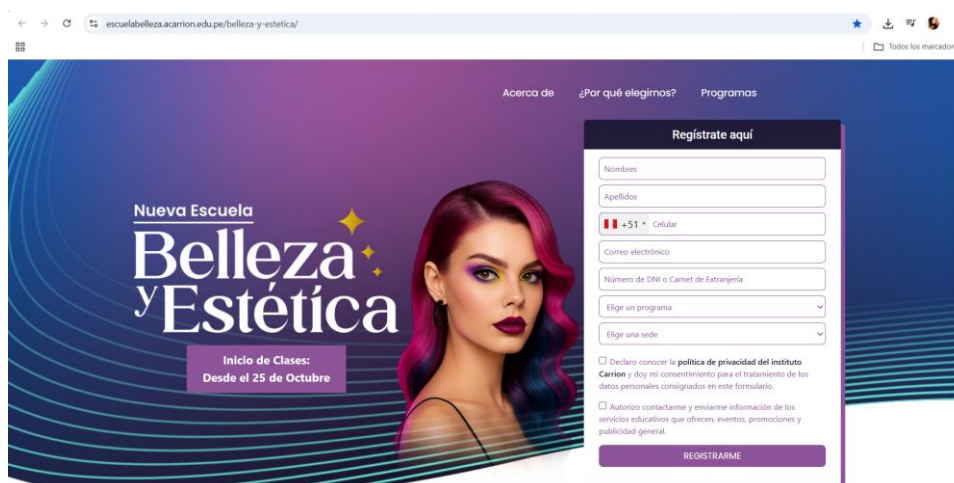 escuelabelleza.acarrion.edu.pe/belleza-y-estetica/
Todos los marcador
Acerca de ¿Por qué elegirnos? Programas
Nueva Escuela
Belleza
y Estética
Inicio de Clases:
Desde el 25 de Octubre
Regístrate aquí
Nombres
Apellidos
+51 Celular
Correo electrónico
Número de DNI o Carnet de Extranjería
Elige un programa
Elige una sede
Declaro conocer la política de privacidad del instituto
Carrion y doy mi consentimiento para el tratamiento de los
datos personales consignados en este formulario.
Autorizo contactarme y enviarme información de los
servicios educativos que ofrecen, eventos, promociones y
publicidad general.
REGISTRARME